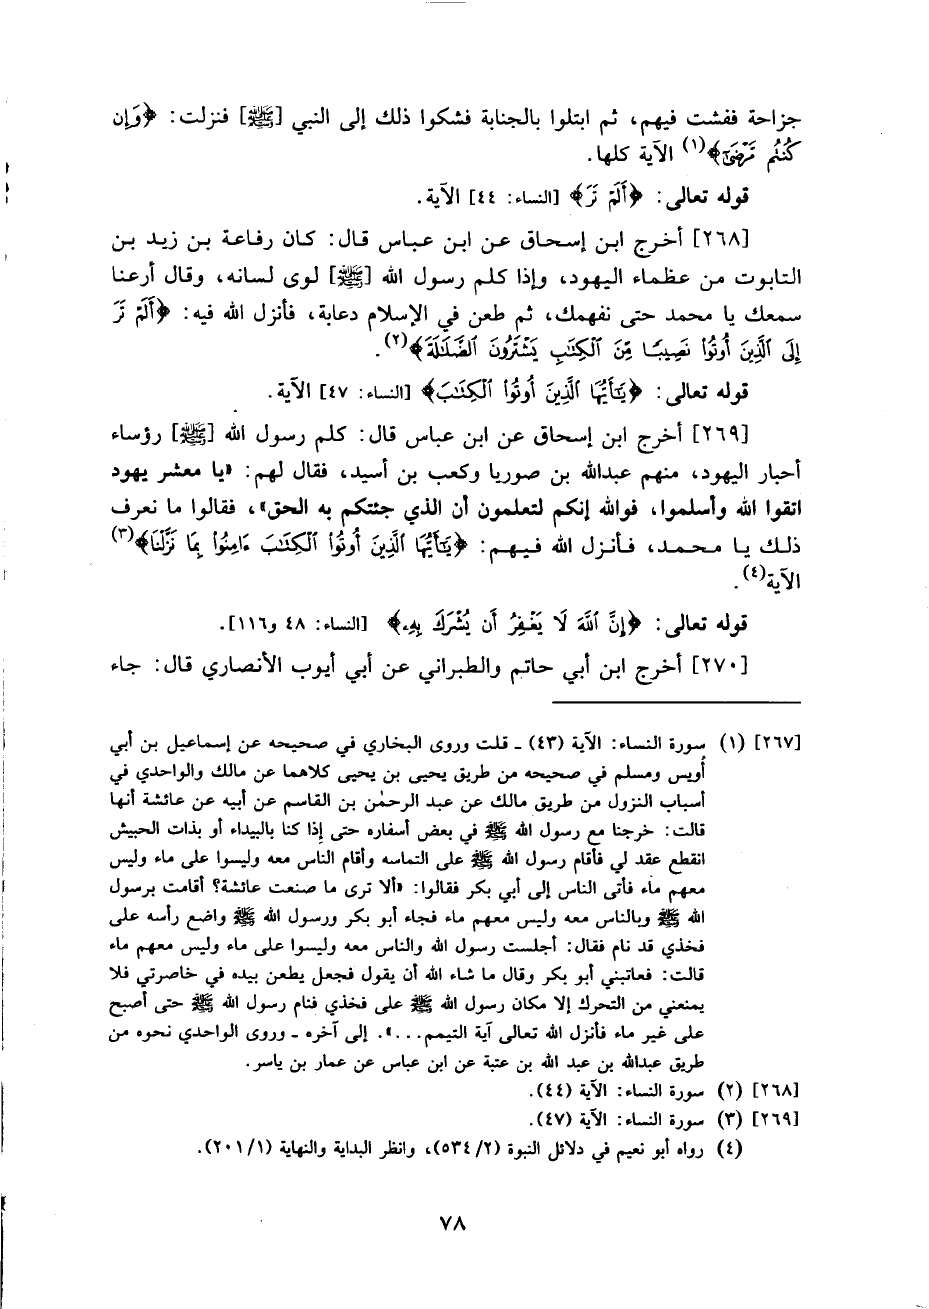 جزاحة ففشت فيهم، ثم ابتلوا بالجنابة فشكوا ذلك إلى النبي [ﷺ] فنزلت: ﴿وَإِن
كُنتُم مَّرْضَىٰٓ﴾(١) الآية كلها.
قوله تعالى: ﴿أَلَمْ تَرَ﴾ [النساء: ٤٤] الآية.
[٢٦٨] أخرج ابن إسحاق عن ابن عباس قال: كان رفاعة بن زيد بن
التابوت من عظماء اليهود، وإذا كلم رسول الله [ﷺ] لوى لسانه، وقال أرعنا
سمعك يا محمد حتى نفهمك، ثم طعن في الإسلام دعابة، فأنزل الله فيه: ﴿أَلَمْ تَرَ
إِلَى ٱلَّذِينَ أُوتُوا۟ نَصِيبًا مِّنَ ٱلْكِتَٰبِ يَشْتَرُونَ ٱلضَّلَٰلَةَ﴾(٢).
قوله تعالى: ﴿يَٰٓأَيُّهَا ٱلَّذِينَ أُوتُوا۟ ٱلْكِتَٰبَ﴾ [النساء: ٤٧] الآية.
[٢٦٩] أخرج ابن إسحاق عن ابن عباس قال: كلم رسول الله [ﷺ] رؤساء
أحبار اليهود، منهم عبدالله بن صوريا وكعب بن أسيد، فقال لهم: «يا معشر يهود
اتقوا الله وأسلموا، فوالله إنكم لتعلمون أن الذي جئتكم به الحق»، فقالوا ما نعرف
ذلك يا محمد، فأنزل الله فيهم: ﴿يَٰٓأَيُّهَا ٱلَّذِينَ أُوتُوا۟ ٱلْكِتَٰبَ ءَامِنُوا۟ بِمَا نَزَّلْنَا﴾(٣)
الآية(٤).
قوله تعالى: ﴿إِنَّ ٱللَّهَ لَا يَغْفِرُ أَن يُشْرَكَ بِهِۦ﴾ [النساء: ٤٨ و١١٦].
[٢٧٠] أخرج ابن أبي حاتم والطبراني عن أبي أيوب الأنصاري قال: جاء
[٢٦٧] (١) سورة النساء: الآية (٤٣) ـ قلت وروى البخاري في صحيحه عن إسماعيل بن أبي
أُويس ومسلم في صحيحه من طريق يحيى بن يحيى كلاهما عن مالك والواحدي في
أسباب النزول من طريق مالك عن عبد الرحمٰن بن القاسم عن أبيه عن عائشة أنها
قالت: خرجنا مع رسول الله ﷺ في بعض أسفاره حتى إذا كنا بالبيداء أو بذات الحبيش
انقطع عقد لي فأقام رسول الله ﷺ على التماسه وأقام الناس معه وليسوا على ماء وليس
معهم ماء فأتى الناس إلى أبي بكر فقالوا: «ألا ترى ما صنعت عائشة؟ أقامت برسول
الله ﷺ وبالناس معه وليس معهم ماء فجاء أبو بكر ورسول الله ﷺ واضع رأسه على
فخذي قد نام فقال: أجلست رسول الله والناس معه وليسوا على ماء وليس معهم ماء
قالت: فعاتبني أبو بكر وقال ما شاء الله أن يقول فجعل يطعن بيده في خاصرتي فلا
يمنعني من التحرك إلا مكان رسول الله ﷺ على فخذي فنام رسول الله ﷺ حتى أصبح
على غير ماء فأنزل الله تعالى آية التيمم...». إلى آخره ـ وروى الواحدي نحوه من
طريق عبدالله بن عبد الله بن عتبة عن ابن عباس عن عمار بن ياسر.
[٢٦٨] (٢) سورة النساء: الآية (٤٤).
[٢٦٩] (٣) سورة النساء: الآية (٤٧).
(٤) رواه أبو نعيم في دلائل النبوة (٥٣٤/٢)، وانظر البداية والنهاية (٢٠١/١).
٧٨